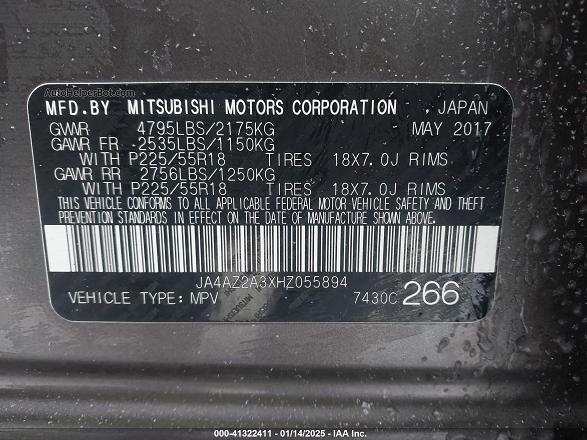 AutoHelperBot.com
MFD.BY MITSUBISHI MOTORS CORPORATION , JAPAN
GVWR 4795LBS/2175KG MAY 2017
GAWR FR 2535LBS/1150KG
WITH P225/55R18 TIRES 18X7.0J RIMS
GAWR RR 2756LBS/1250KG
WITH P225/55R18 TIRES 18X7.0J RIMS
THIS VEHICLE CONFORMS TO ALL APPLICABLE FEDERAL MOTOR VEHICLE SAFETY AND THEFT
PREVENTION STANDARDS IN EFFECT ON THE DATE OF MANUFACTURE SHOWN ABOVE.
JA4AZ2A3XHZ055894
VEHICLE TYPE: MPV 7430C 266
000-41322411 - 01/14/2025 - IAA Inc.